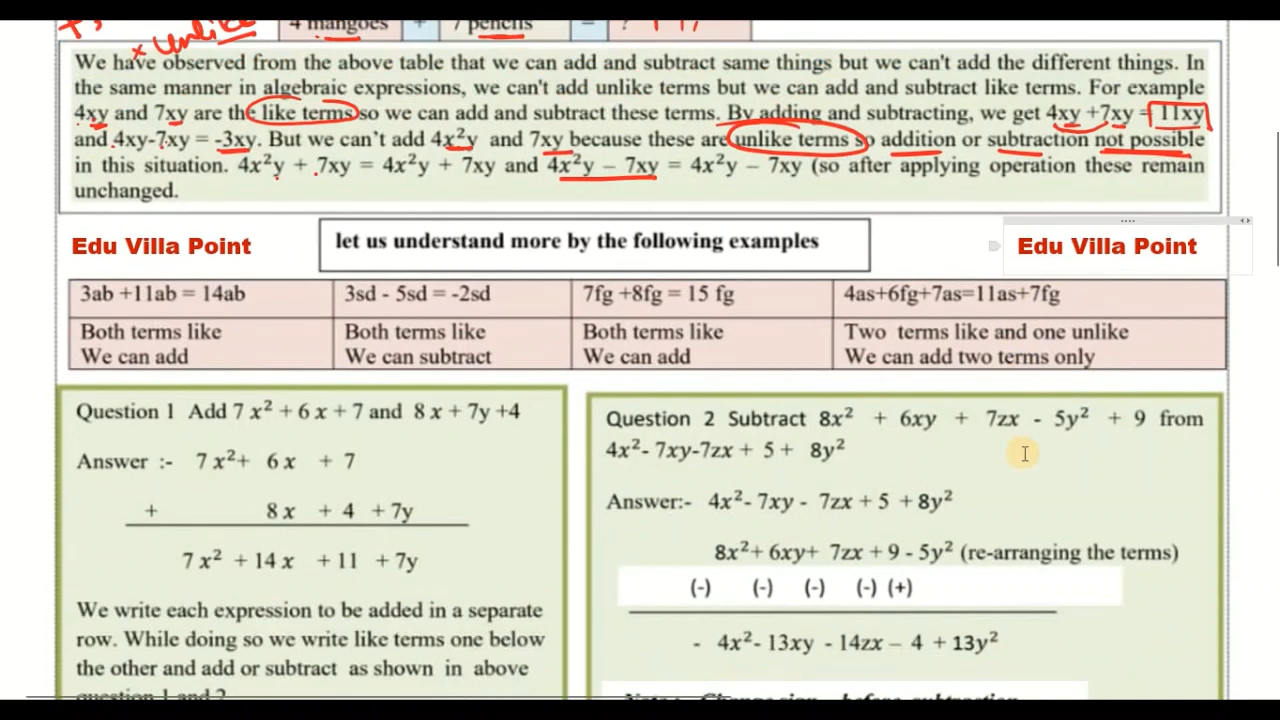 unlike
4 mangoes + 7 pencils = ?
We have observed from the above table that we can add and subtract same things but we can't add the different things. In
the same manner in algebraic expressions, we can't add unlike terms but we can add and subtract like terms. For example
4xy and 7xy are the like terms so we can add and subtract these terms. By adding and subtracting, we get 4xy +7xy = 11xy
and 4xy-7xy = -3xy. But we can't add 4x²y and 7xy because these are unlike terms so addition or subtraction not possible
in this situation. 4x²y + 7xy = 4x²y + 7xy and 4x²y − 7xy = 4x²y − 7xy (so after applying operation these remain
unchanged.
Edu Villa Point
let us understand more by the following examples
Edu Villa Point
3ab +11ab = 14ab
3sd - 5sd = -2sd
7fg +8fg = 15 fg
4as+6fg+7as=11as+7fg
Both terms like
We can add
Both terms like
We can subtract
Both terms like
We can add
Two terms like and one unlike
We can add two terms only
Question 1 Add 7 x² + 6 x + 7 and 8 x + 7y +4
Answer :- 7 x²+ 6 x + 7
+ 8 x + 4 + 7y
7 x² + 14 x + 11 + 7y
We write each expression to be added in a separate
row. While doing so we write like terms one below
the other and add or subtract as shown in above
question 1 and 2
Question 2 Subtract 8x² + 6xy + 7zx - 5y² + 9 from
4x²- 7xy-7zx + 5 + 8y²
Answer:- 4x²- 7xy - 7zx + 5 + 8y²
8x²+ 6xy+ 7zx + 9 - 5y² (re-arranging the terms)
(-) (-) (-) (-) (+)
- 4x²- 13xy - 14zx – 4 + 13y²
Note: Change sign before subtraction